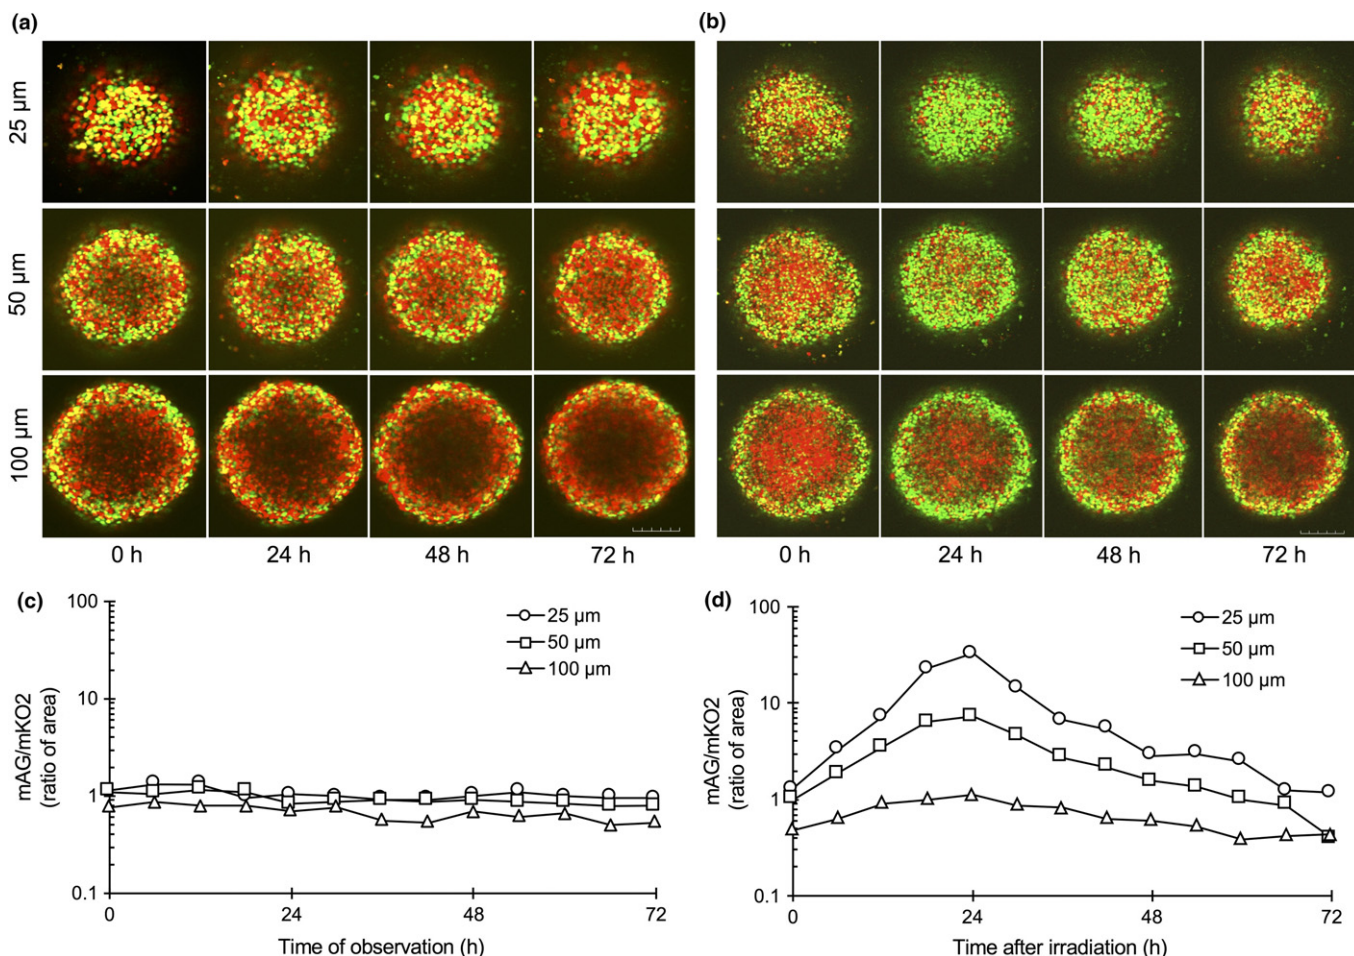 (a)
(b)
25 µm
50 µm
100 µm
0 h 24 h 48 h 72 h
0 h 24 h 48 h 72 h
(c)
100
10
1
0.1
mAG/mKO2
(ratio of area)
25 µm
50 µm
100 µm
0 24 48 72
Time of observation (h)
(d)
100
10
1
0.1
mAG/mKO2
(ratio of area)
25 µm
50 µm
100 µm
0 24 48 72
Time after irradiation (h)